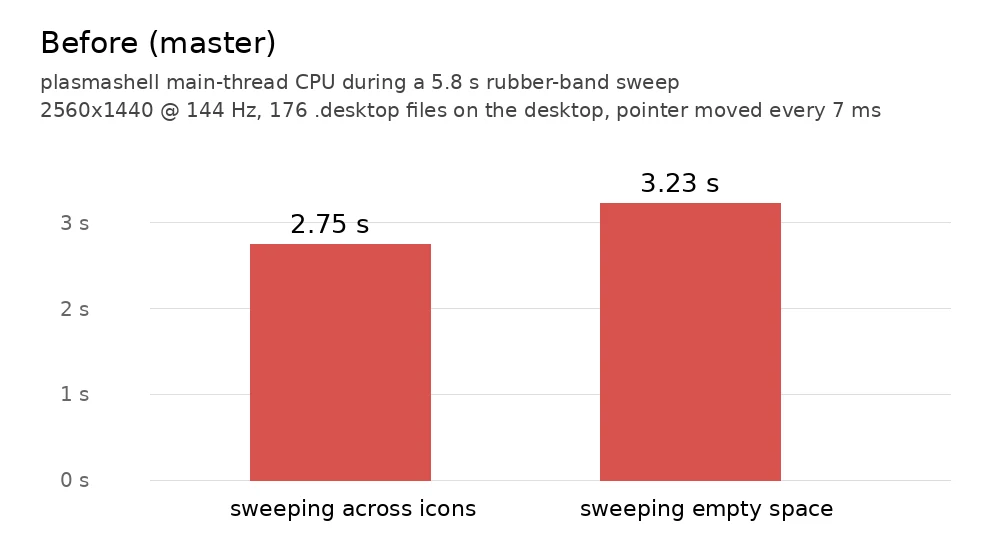 Before (master)
plasmashell main-thread CPU during a 5.8 s rubber-band sweep
2560x1440 @ 144 Hz, 176 .desktop files on the desktop, pointer moved every 7 ms
3.23 s
3 s
2.75 s
2 s
1 s
0 s
sweeping across icons
sweeping empty space